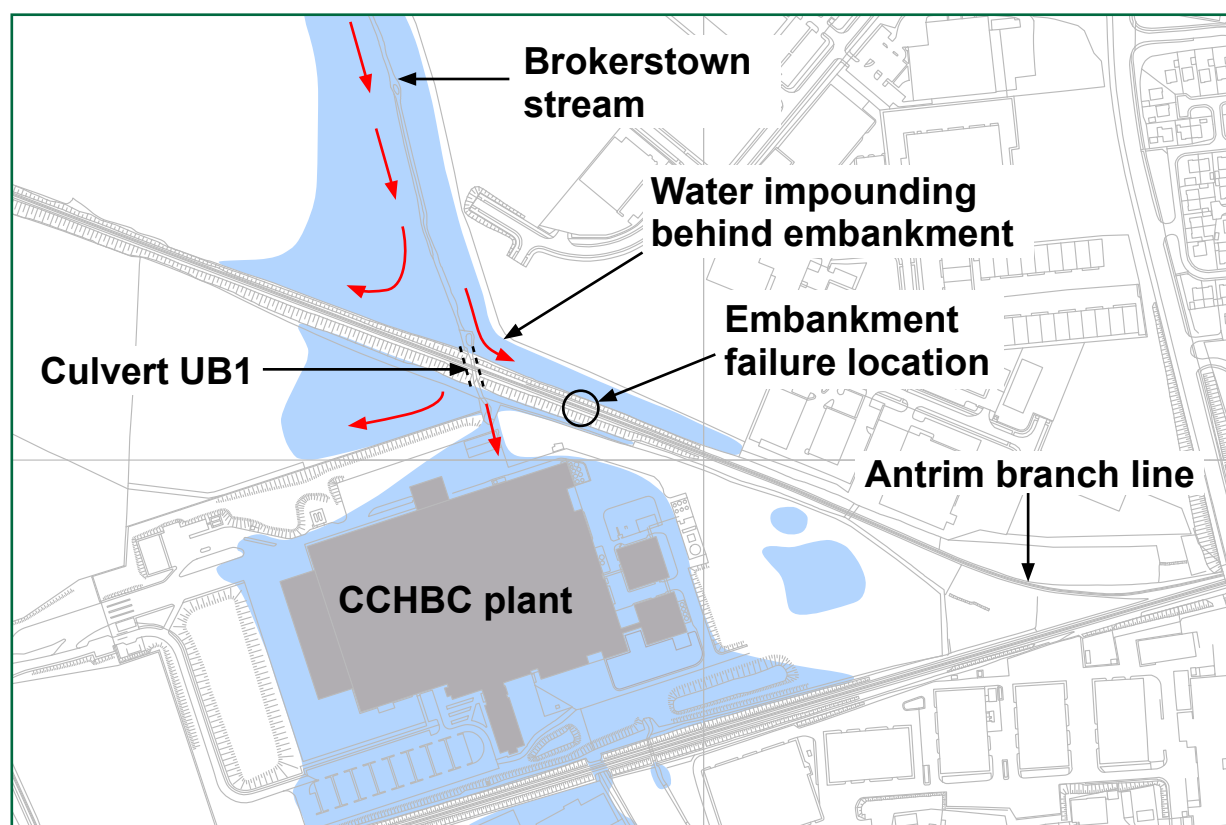 Brokerstown
stream
Water impounding
behind embankment
Embankment
failure location
Culvert UB1
Antrim branch line
CCHBC plant